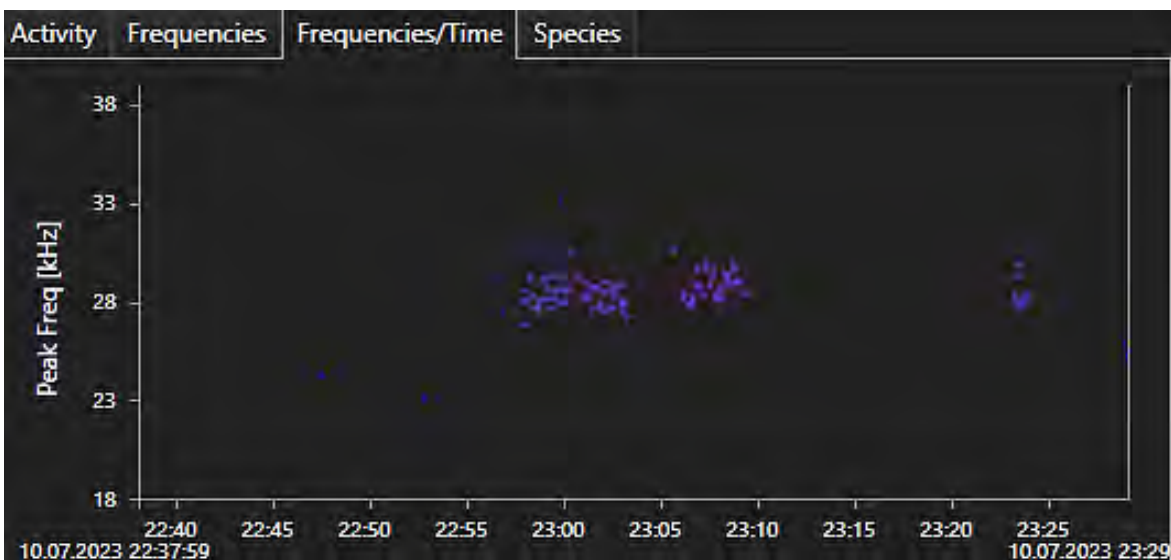 Activity Frequencies Frequencies/Time Species
38
33
28
23
18
Peak Freq [kHz]
22:40 22:45 22:50 22:55 23:00 23:05 23:10 23:15 23:20 23:25
10.07.2023 22:37:59 10.07.2023 23:29